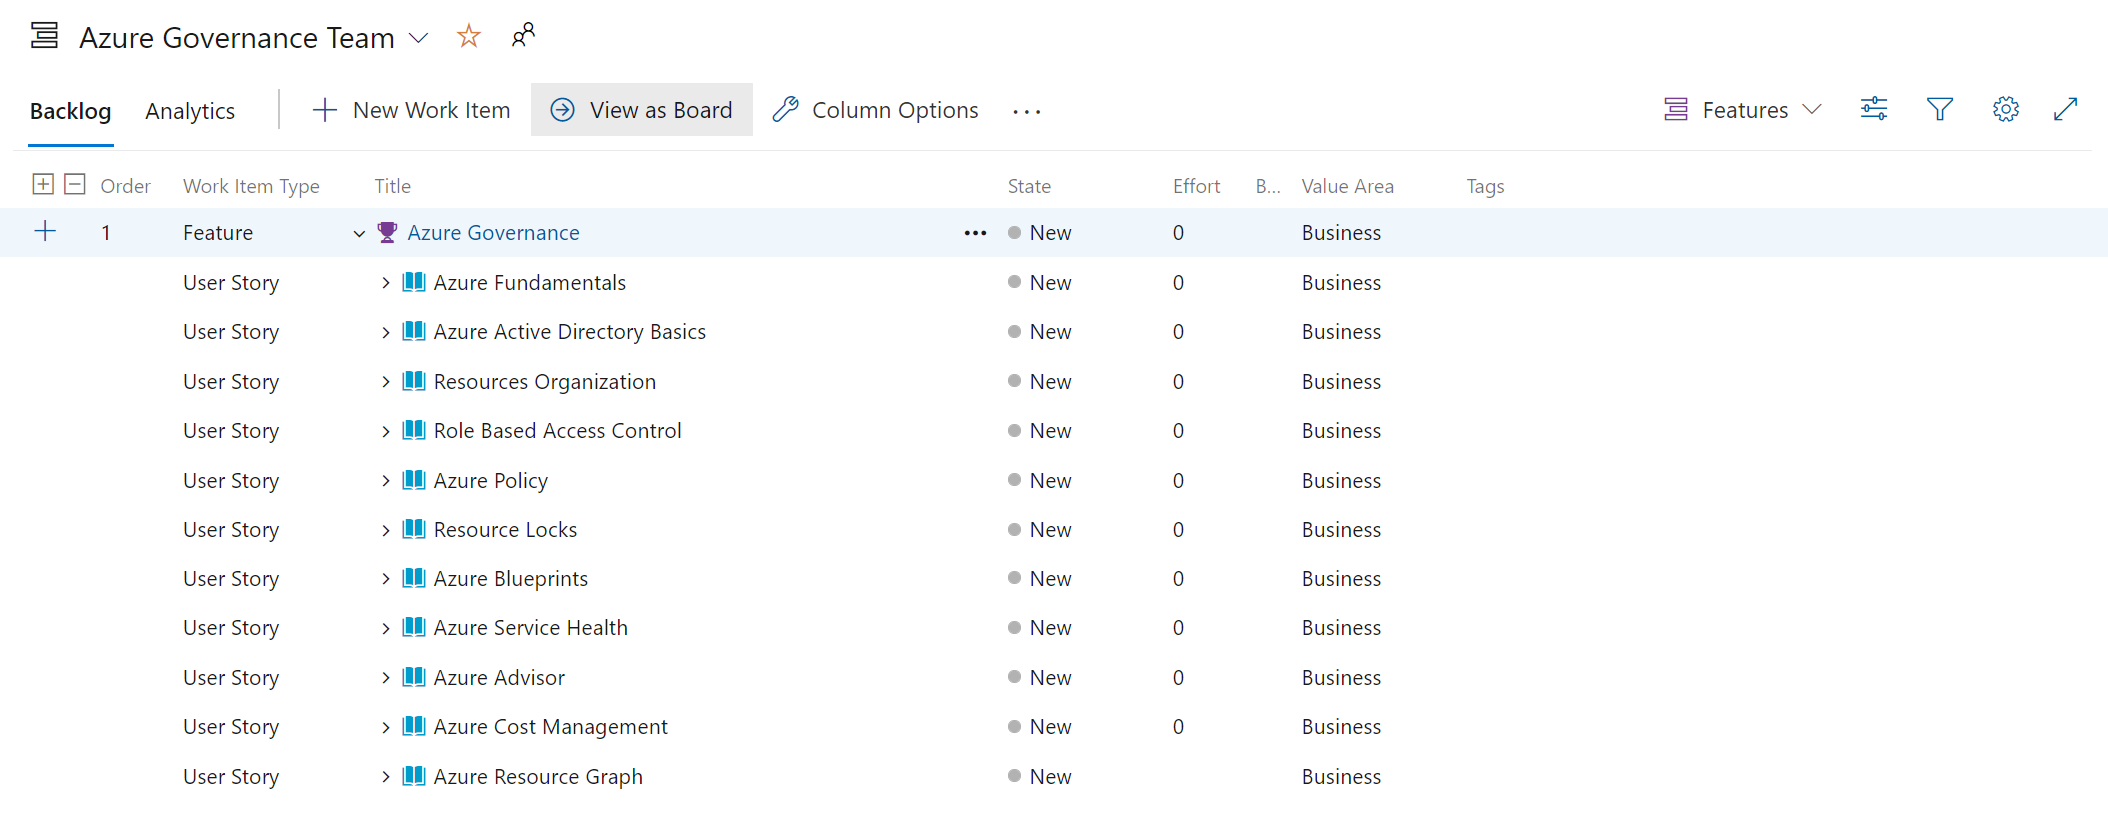 Azure Governance Team
Backlog Analytics New Work Item View as Board Column Options ... Features
Order Work Item Type Title State Effort B... Value Area Tags
1 Feature Azure Governance ... New 0 Business
User Story Azure Fundamentals New 0 Business
User Story Azure Active Directory Basics New 0 Business
User Story Resources Organization New 0 Business
User Story Role Based Access Control New 0 Business
User Story Azure Policy New 0 Business
User Story Resource Locks New 0 Business
User Story Azure Blueprints New 0 Business
User Story Azure Service Health New 0 Business
User Story Azure Advisor New 0 Business
User Story Azure Cost Management New 0 Business
User Story Azure Resource Graph New Business